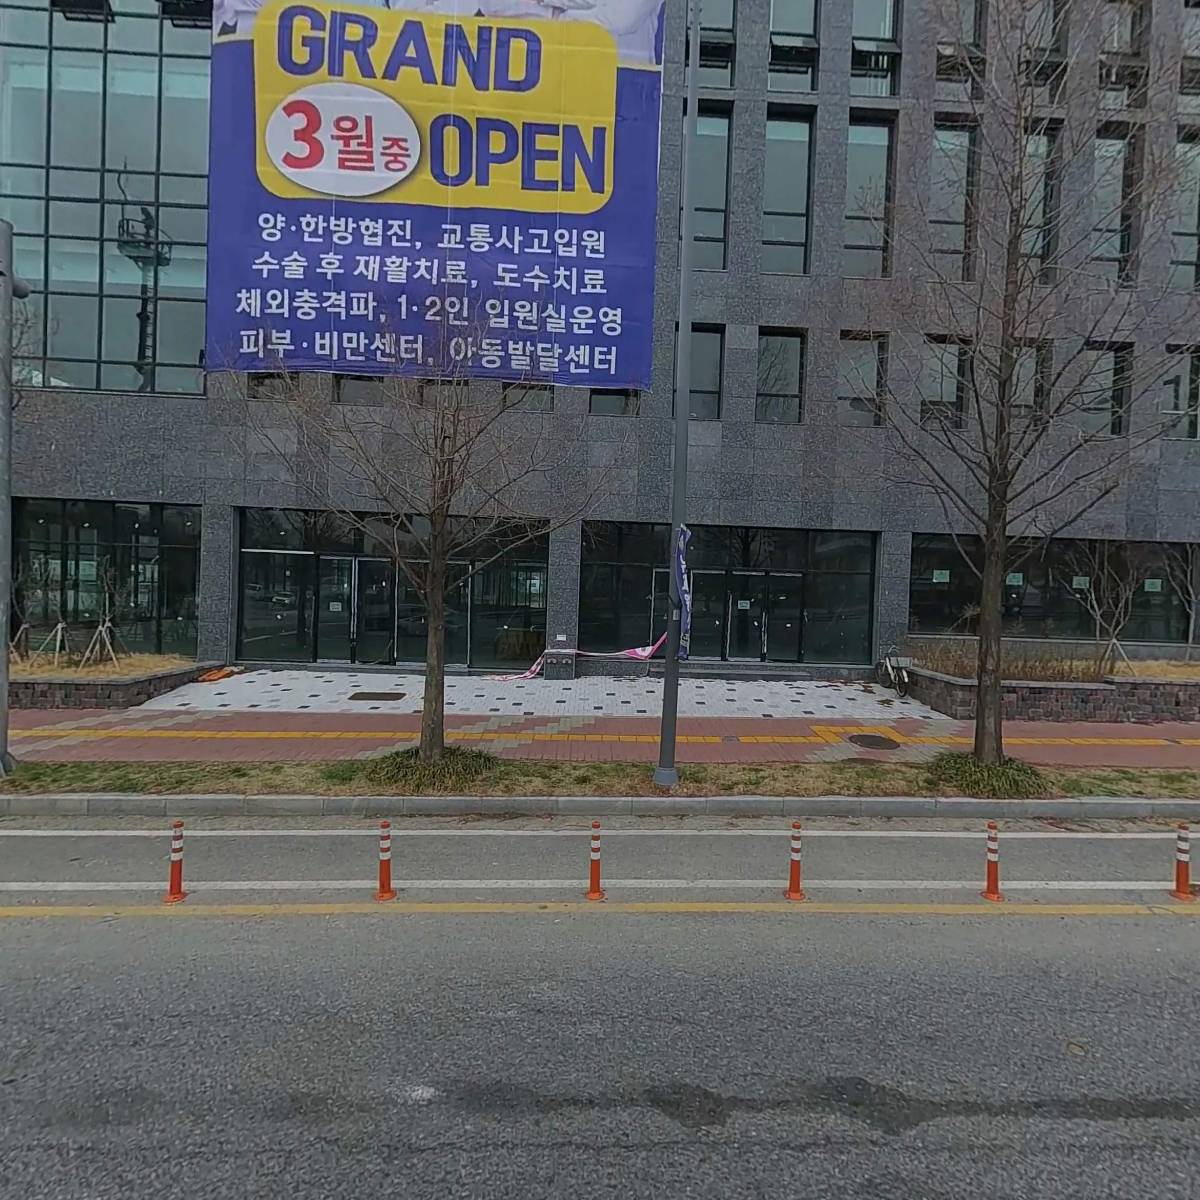 GRAND
3월중 OPEN
양·한방협진, 교통사고입원
수술 후 재활치료, 도수치료
체외충격파, 1·2인 입원실운영
피부·비만센터, 아동발달센터